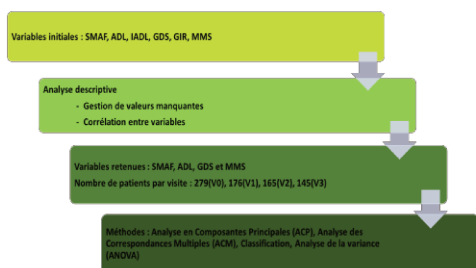 Variables initiales : SMAF, ADL, IADL, GDS, GIR, MMS
Analyse descriptive
- Gestion de valeurs manquantes
- Corrélation entre variables
Variables retenues : SMAF, ADL, GDS et MMS
Nombre de patients par visite : 279(V0), 176(V1), 165(V2), 145(V3)
Méthodes : Analyse en Composantes Principales (ACP), Analyse des
Correspondances Multiples (ACM), Classification, Analyse de la variance
(ANOVA)